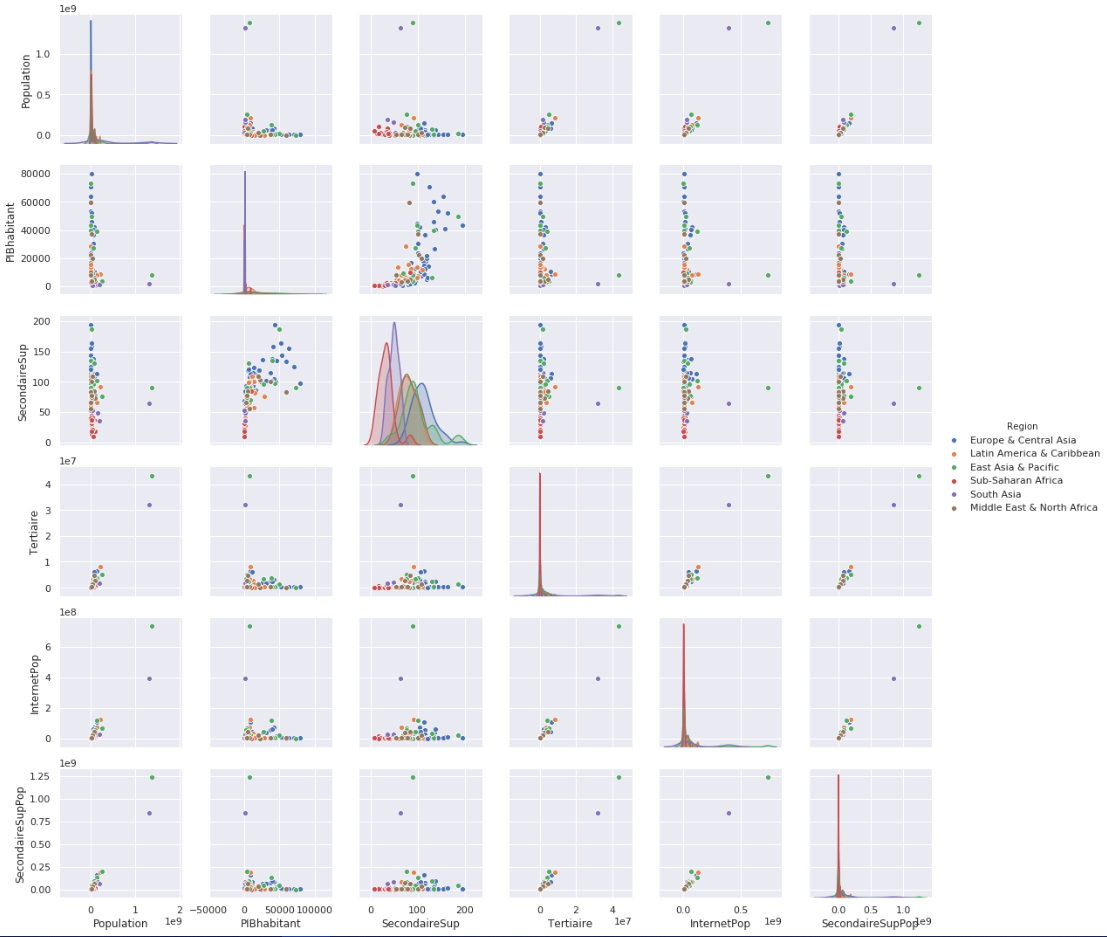 1e9
Population
1.0
0.5
0.0
PIBhabitant
80000
60000
40000
20000
0
SecondaireSup
200
150
100
50
0
1e7
Tertiaire
4
3
2
1
0
1e8
InternetPop
6
4
2
0
1e9
SecondaireSupPop
1.25
1.00
0.75
0.50
0.25
0.00
0 1 2
Population 1e9
−50000 0 50000 100000
PIBhabitant
0 100 200
SecondaireSup
0 2 4
Tertiaire 1e7
0.0 0.5
InternetPop 1e9
0.0 0.5 1.0
SecondaireSupPop 1e9
Region
Europe & Central Asia
Latin America & Caribbean
East Asia & Pacific
Sub-Saharan Africa
South Asia
Middle East & North Africa